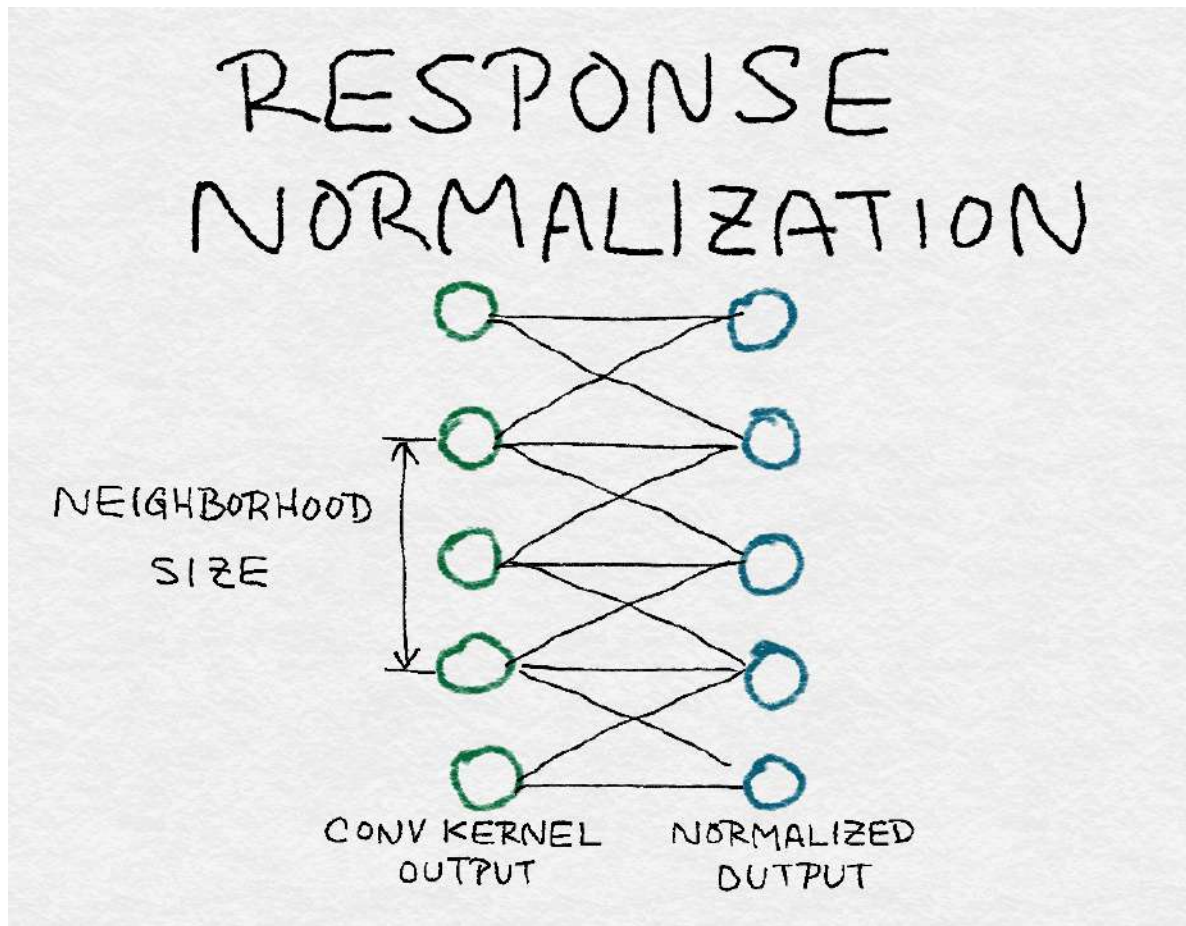 RESPONSE
NORMALIZATION
NEIGHBORHOOD
SIZE
CONV KERNEL
OUTPUT
NORMALIZED
OUTPUT